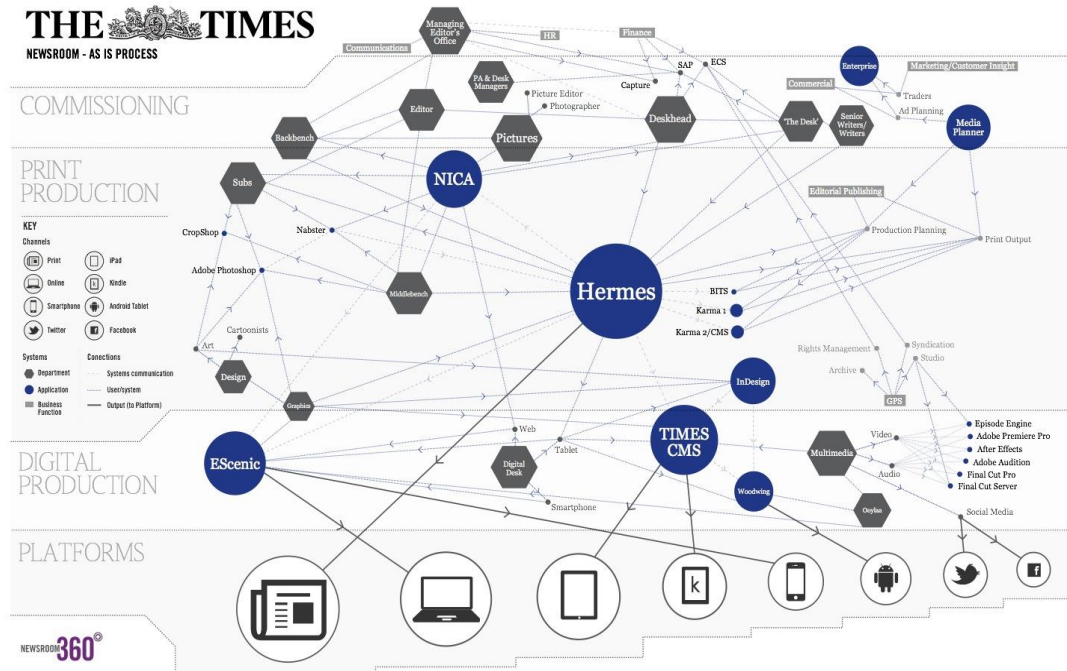 THE TIMES
NEWSROOM - AS IS PROCESS
Managing
Editor's
Office
HR
Finance
Communications
SAP
ECS
Capture
PA & Desk
Managers
Picture Editor
Photographer
Enterprise
Marketing/Customer Insight
Commercial
Traders
Ad Planning
COMMISSIONING
Editor
Backbench
Pictures
Deskhead
'The Desk'
Senior
Writers/
Writers
Media
Planner
PRINT
PRODUCTION
Subs
NICA
Editorial Publishing
KEY
Channels
Print
iPad
Online
Kindle
Smartphone
Android Tablet
Twitter
Facebook
Systems
Conections
Department
Systems communication
Application
User/system
Business
Function
Output (to Platform)
CropShop
Nabster
Production Planning
Print Output
Adobe Photoshop
Middlebench
Hermes
BITS
Karma 1
Karma 2/CMS
Cartoonists
Art
Design
Graphics
Rights Management
Syndication
Studio
Archive
GPS
InDesign
DIGITAL
PRODUCTION
EScenic
Web
Tablet
Digital
Desk
Smartphone
TIMES
CMS
Woodwing
Multimedia
Video
Audio
Ooylaa
Episode Engine
Adobe Premiere Pro
After Effects
Adobe Audition
Final Cut Pro
Final Cut Server
Social Media
PLATFORMS
k
f
NEWSROOM360°